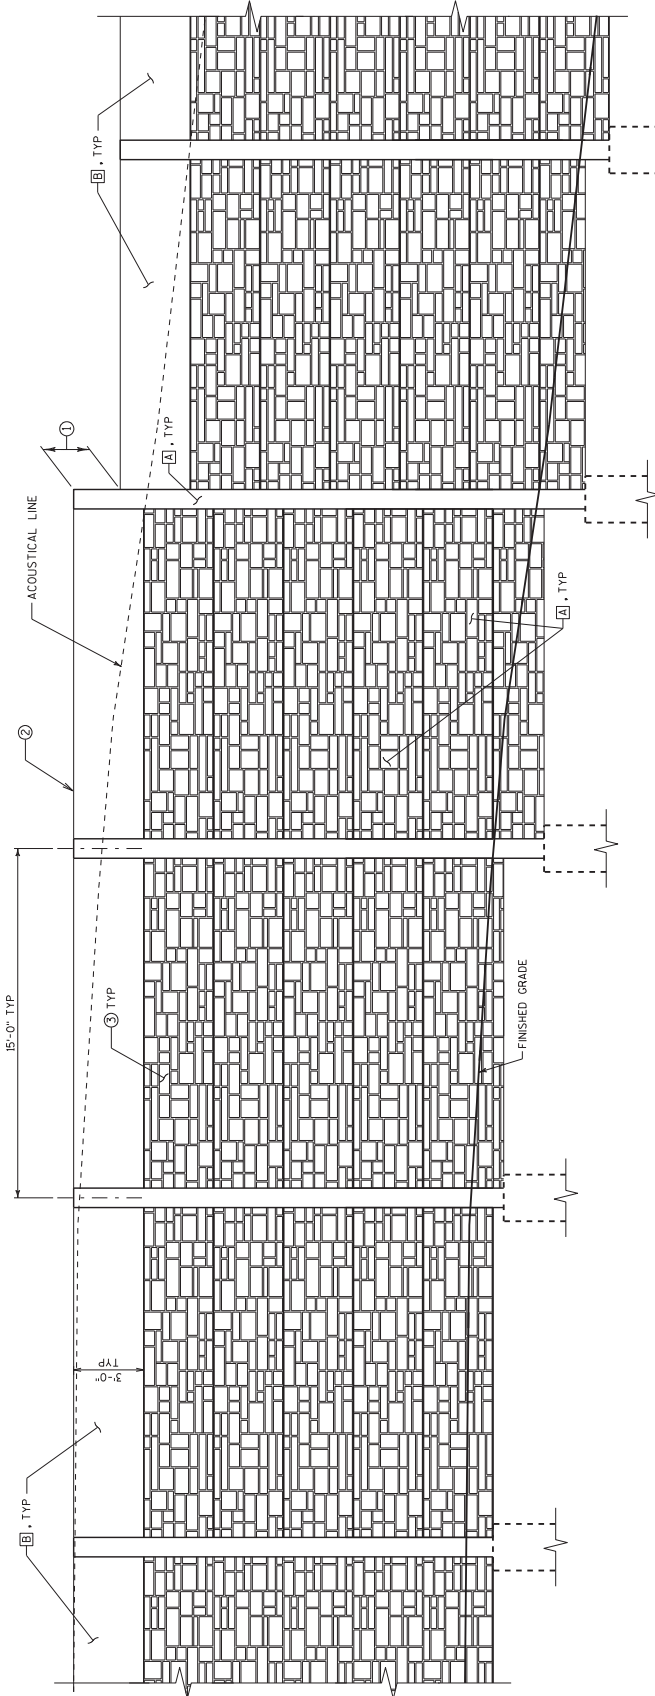 B , TYP
1
A , TYP
ACOUSTICAL LINE
2
A , TYP
15'-0" TYP
3 TYP
FINISHED GRADE
3'-0"
TYP
B , TYP